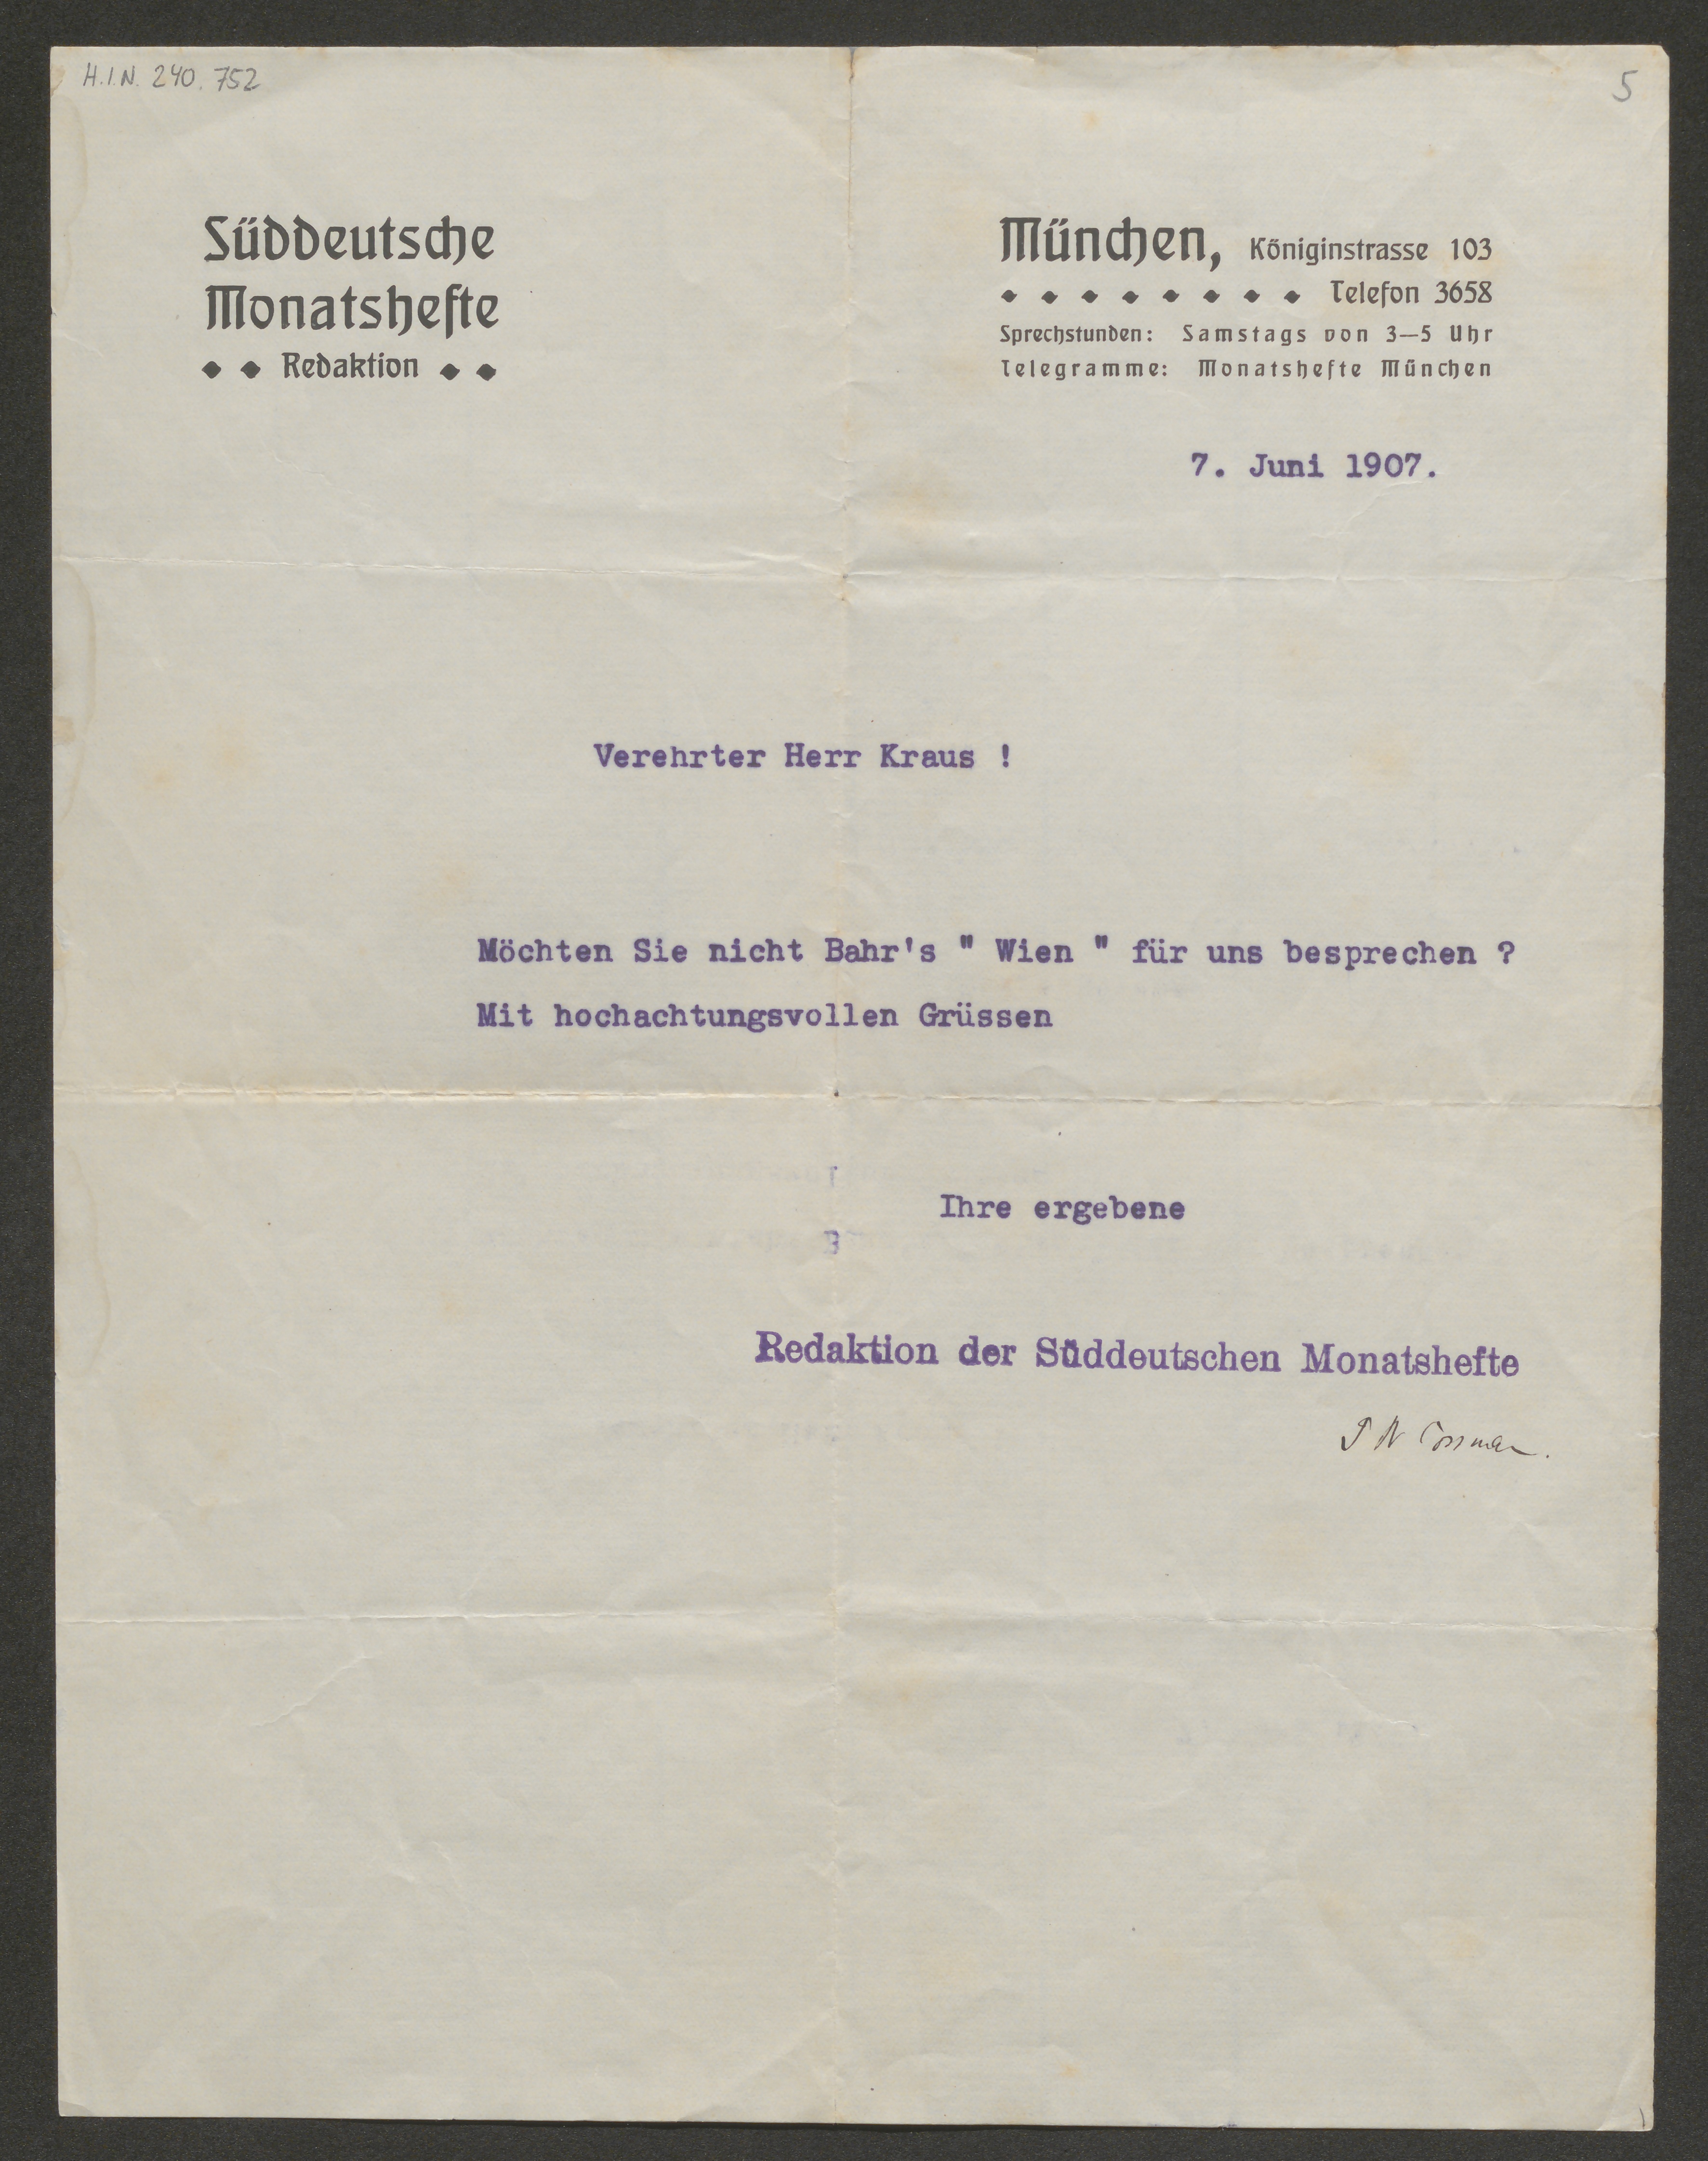 H.I.N. 240.752
5
Süddeutsche
Monatshefte
Redaktion
München, Königinstrasse 103
Telefon 3658
Sprechstunden: Samstags von 3—5 Uhr
Telegramme: Monatshefte München
7. Juni 1907.
Verehrter Herr Kraus !
Möchten Sie nicht Bahr's " Wien " für uns besprechen ?
Mit hochachtungsvollen Grüssen
Ihre ergebene
Redaktion der Süddeutschen Monatshefte
P N Cossmann.